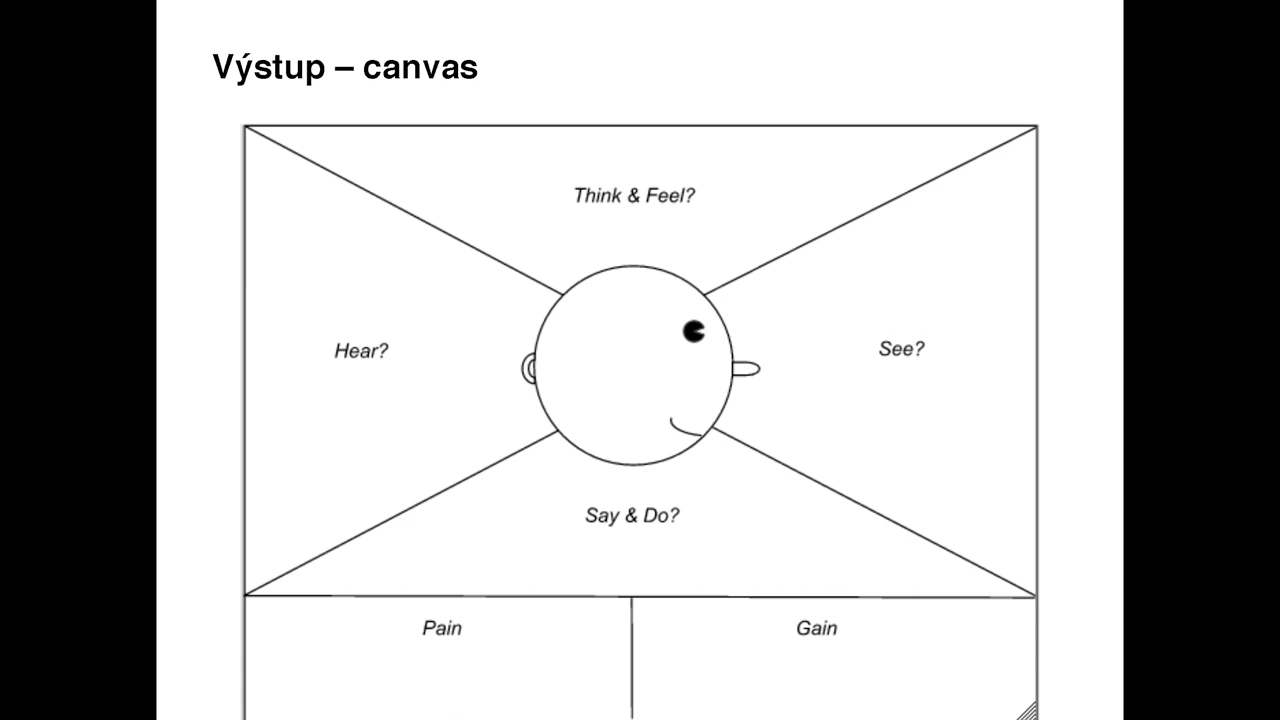 Výstup – canvas
Think & Feel?
Hear?
See?
Say & Do?
Pain
Gain